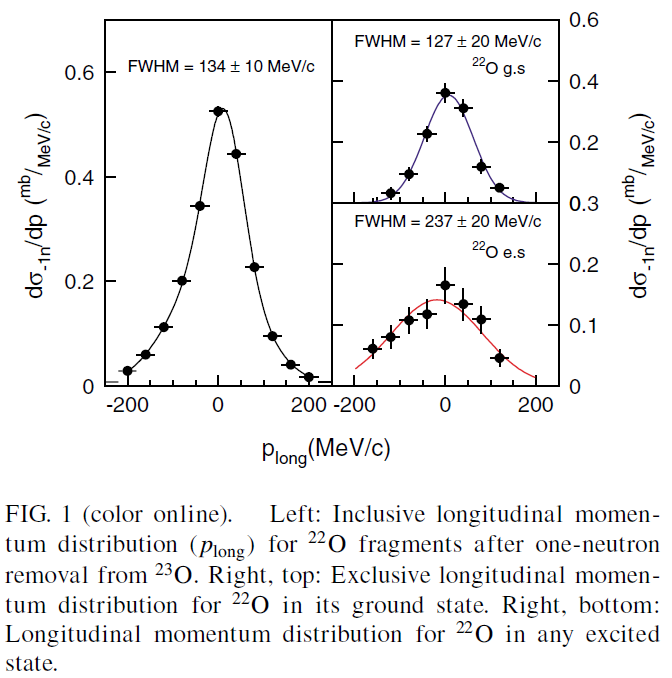 FWHM = 134 ± 10 MeV/c
0.6
0.4
0.2
0
-200
0
200
dσ-1n/dp (mb/MeV/c)
FWHM = 127 ± 20 MeV/c
²²O g.s
0.6
0.4
0.2
0.3
FWHM = 237 ± 20 MeV/c
²²O e.s
0.2
0.1
0
-200
0
200
dσ-1n/dp (mb/MeV/c)
plong(MeV/c)
FIG. 1 (color online). Left: Inclusive longitudinal momen-
tum distribution (plong) for ²²O fragments after one-neutron
removal from ²³O. Right, top: Exclusive longitudinal momen-
tum distribution for ²²O in its ground state. Right, bottom:
Longitudinal momentum distribution for ²²O in any excited
state.